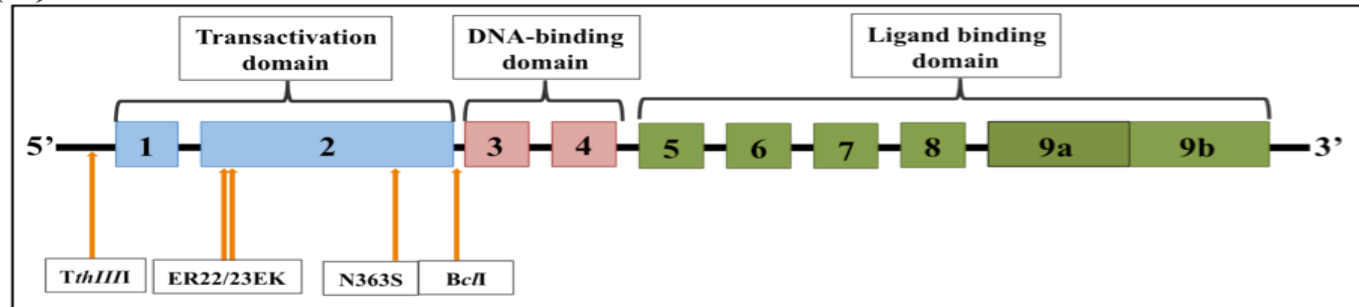 Transactivation
domain
DNA-binding
domain
Ligand binding
domain
5’ 1 2 3 4 5 6 7 8 9a 9b 3’
TthIIII ER22/23EK N363S BclI